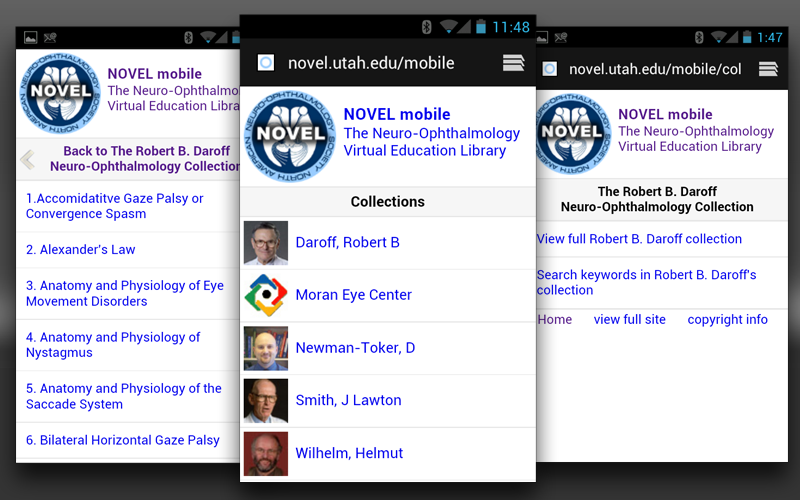 NOVEL
NOVEL mobile
The Neuro-Ophthalmo
Virtual Education Libra
Back to The Robert B. Daroff
Neuro-Ophthalmology Collection
1.Accomidatitve Gaze Palsy or
Convergence Spasm
2. Alexander's Law
3. Anatomy and Physiology of Eye
Movement Disorders
4. Anatomy and Physiology of
Nystagmus
5. Anatomy and Physiology of the
Saccade System
6. Bilateral Horizontal Gaze Palsy
11:48
novel.utah.edu/mobile
NORTH AMERICAN NEURO-OPHTHALMOLOGY SOCIETY
NOVEL
NOVEL mobile
The Neuro-Ophthalmology
Virtual Education Library
Collections
Daroff, Robert B
Moran Eye Center
Newman-Toker, D
Smith, J Lawton
Wilhelm, Helmut
1:47
novel.utah.edu/mobile/col
NOVEL
NOVEL mobile
The Neuro-Ophthalmology
Virtual Education Library
The Robert B. Daroff
Neuro-Ophthalmology Collection
View full Robert B. Daroff collection
Search keywords in Robert B. Daroff's
collection
Home view full site copyright info